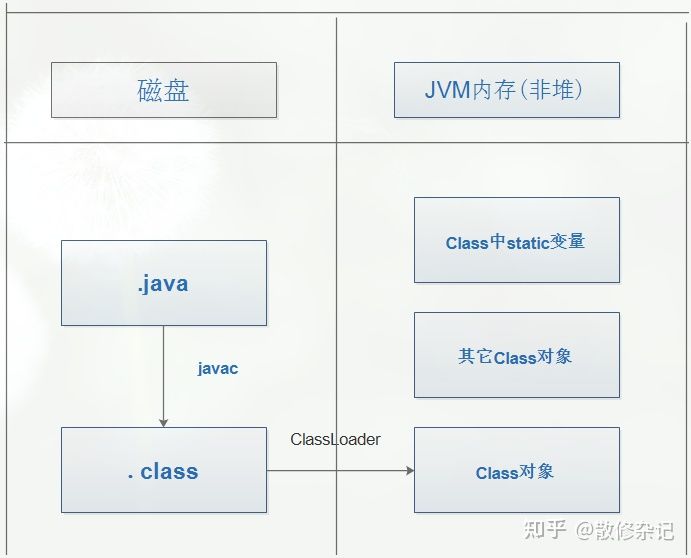 磁盘
JVM内存(非堆)
Class中static变量
.java
其它Class对象
javac
ClassLoader
. class
Class对象
知乎 @散修杂记